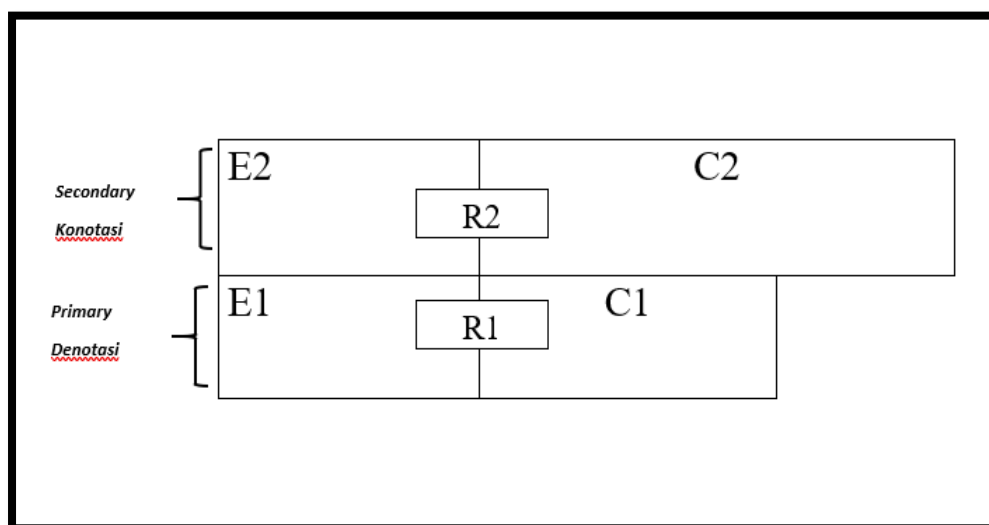 E2
C2
R2
Secondary
Konotasi
E1
C1
R1
Primary
Denotasi